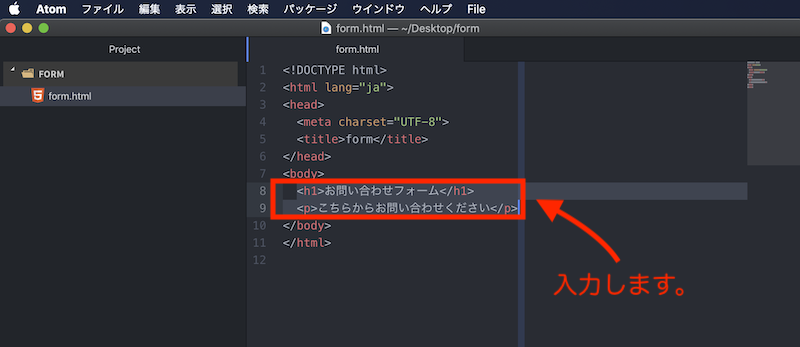 Atom ファイル 編集 表示 選択 検索 パッケージ ウインドウ ヘルプ File
form.html — ~/Desktop/form
Project
form.html
FORM
form.html
1 <!DOCTYPE html>
2 <html lang="ja">
3 <head>
4 <meta charset="UTF-8">
5 <title>form</title>
6 </head>
7 <body>
8 <h1>お問い合わせフォーム</h1>
9 <p>こちらからお問い合わせください</p>
10 </body>
11 </html>
12
入力します。